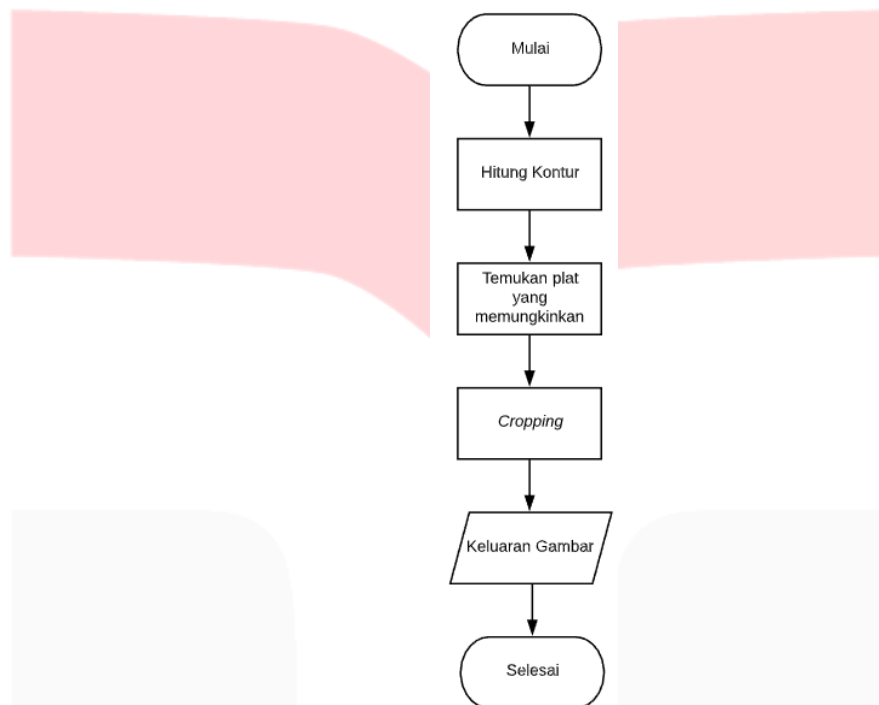 Mulai
Hitung Kontur
Temukan plat
yang
memungkinkan
Cropping
Keluaran Gambar
Selesai